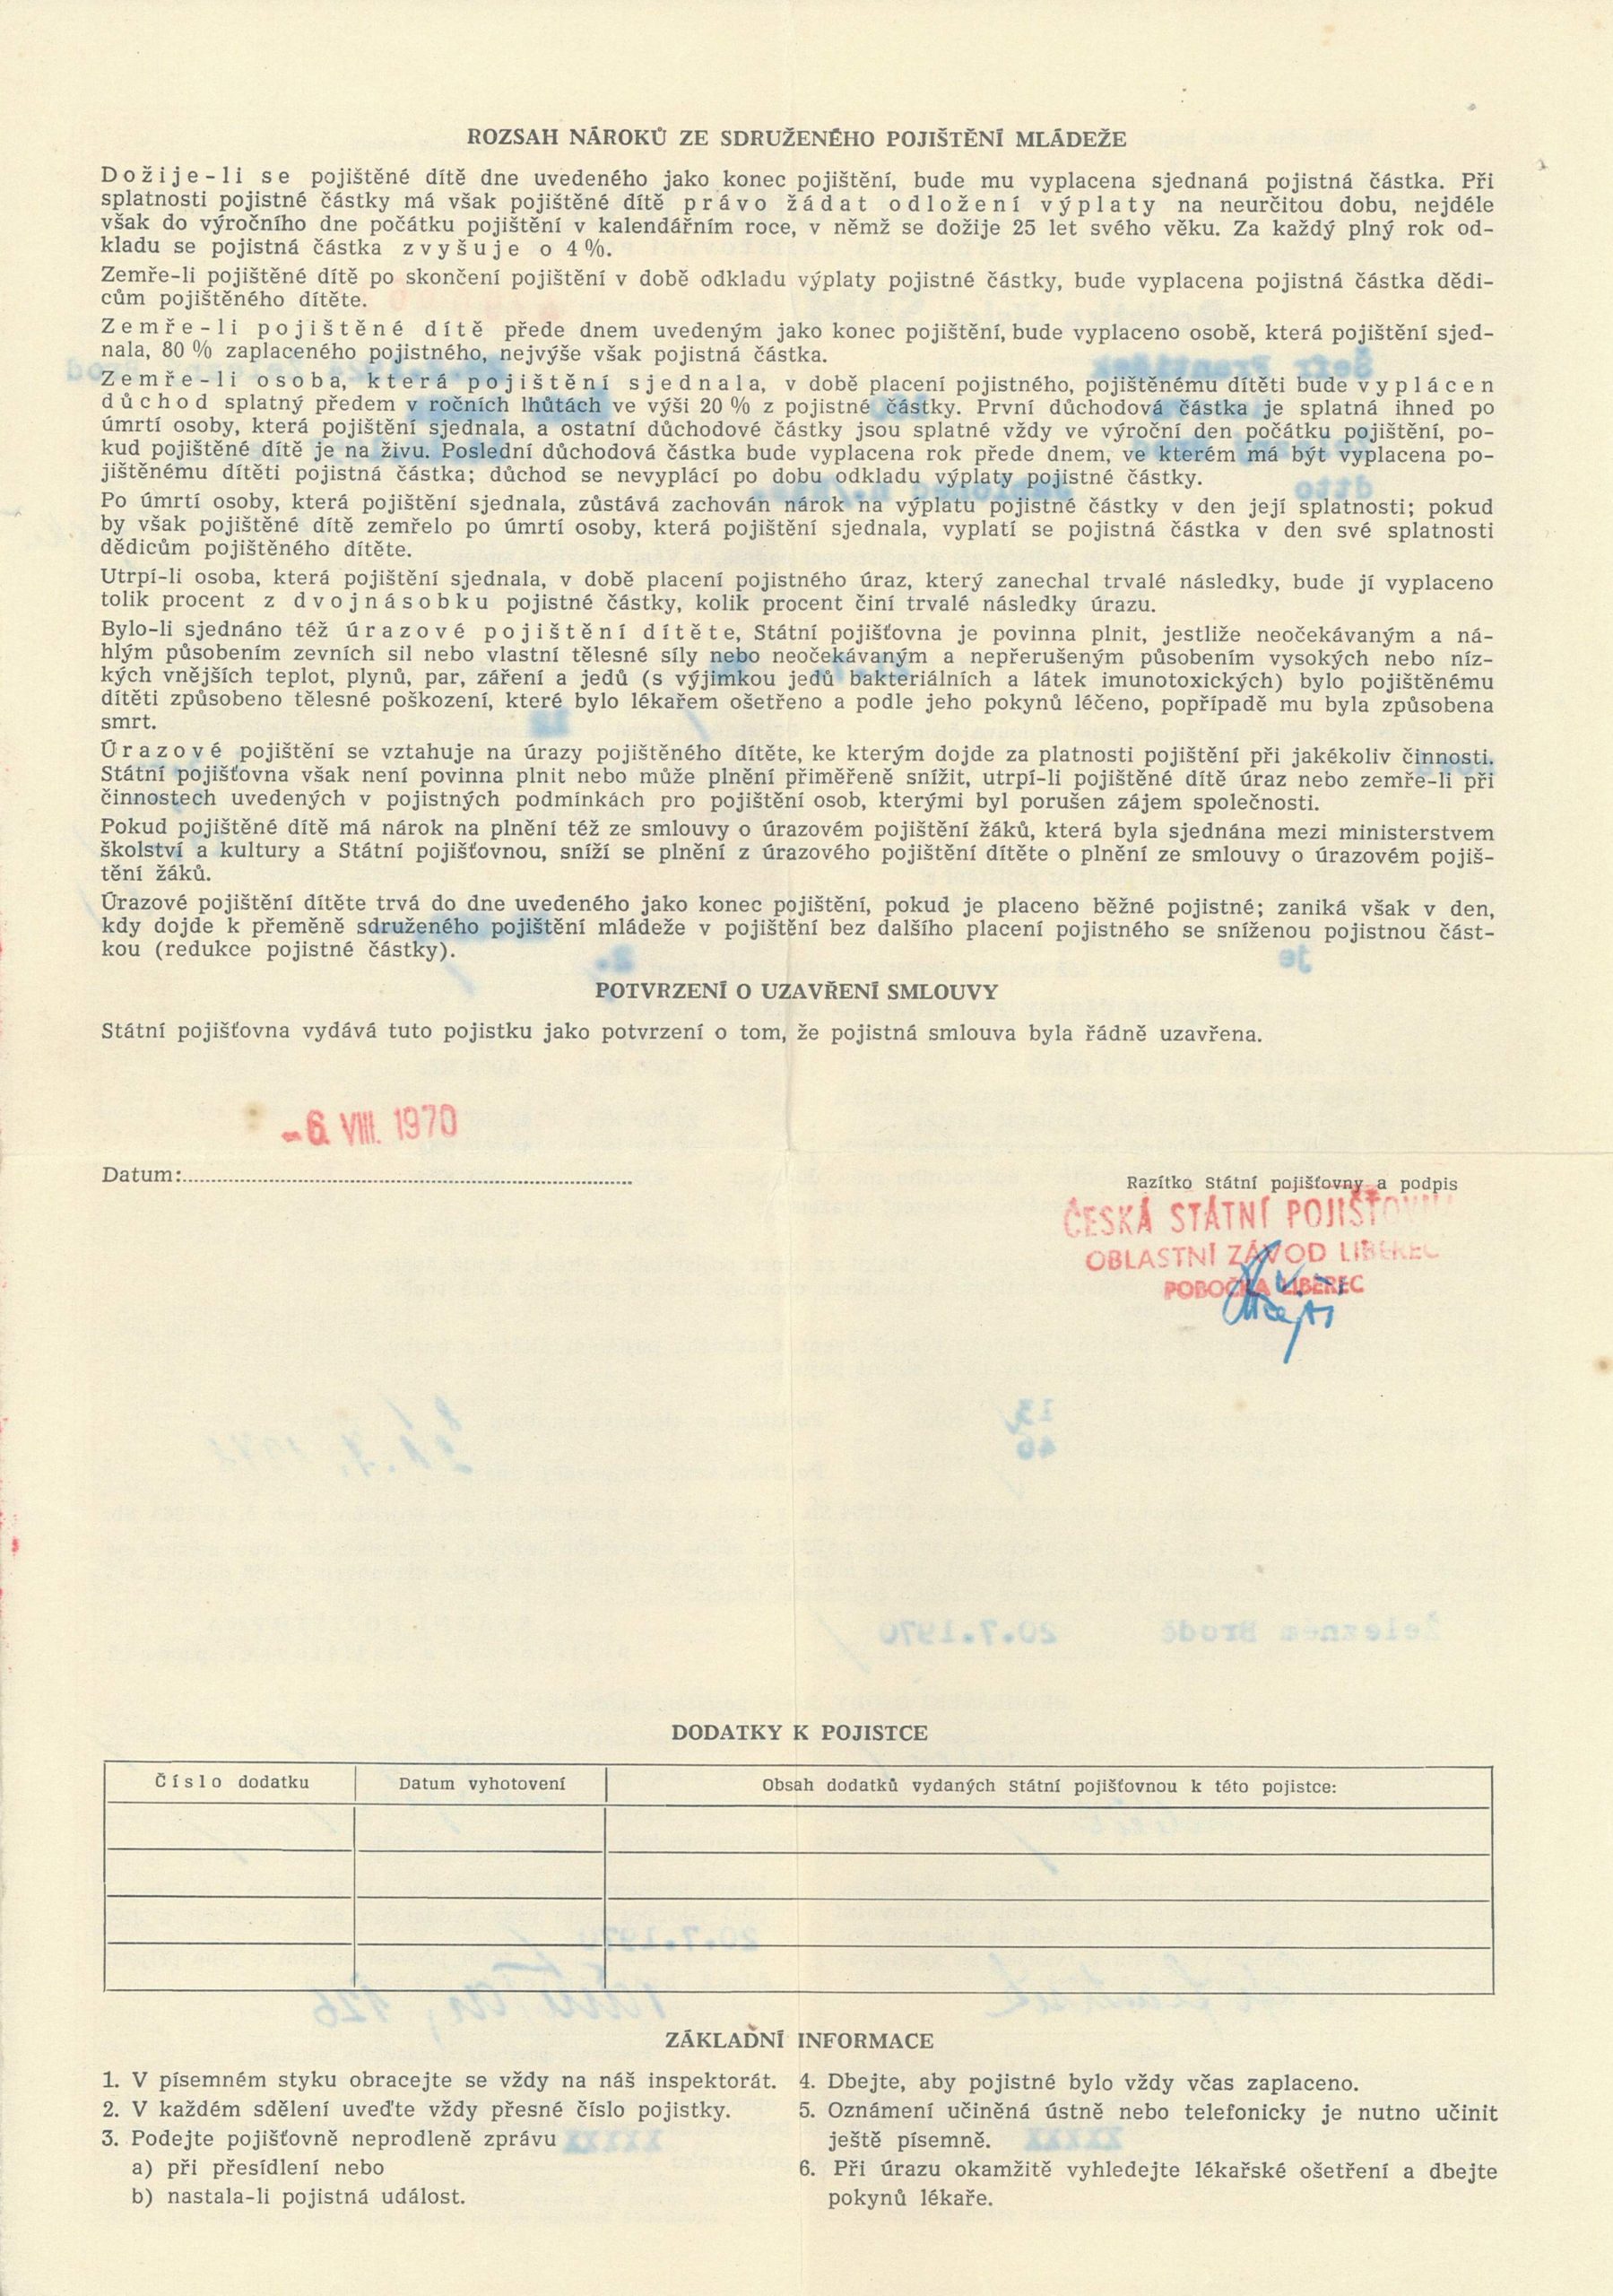 ROZSAH NÁROKŮ ZE SDRUŽENÉHO POJIŠTĚNÍ MLÁDEŽE
Dožije-li se pojištěné dítě dne uvedeného jako konec pojištění, bude mu vyplacena sjednaná pojistná částka. Při
splatnosti pojistné částky má však pojištěné dítě právo žádat odložení výplaty na neurčitou dobu, nejdéle
však do výročního dne počátku pojištění v kalendářním roce, v němž se dožije 25 let svého věku. Za každý plný rok od-
kladu se pojistná částka zvyšuje o 4 %.
Zemře-li pojištěné dítě po skončení pojištění v době odkladu výplaty pojistné částky, bude vyplacena pojistná částka dědi-
cům pojištěného dítěte.
Zemře-li pojištěné dítě přede dnem uvedeným jako konec pojištění, bude vyplaceno osobě, která pojištění sjed-
nala, 80 % zaplaceného pojistného, nejvýše však pojistná částka.
Zemře-li osoba, která pojištění sjednala, v době placení pojistného, pojištěnému dítěti bude vyplácen
důchod splatný předem v ročních lhůtách ve výši 20 % z pojistné částky. První důchodová částka je splatná ihned po
úmrtí osoby, která pojištění sjednala, a ostatní důchodové částky jsou splatné vždy ve výroční den počátku pojištění, po-
kud pojištěné dítě je na živu. Poslední důchodová částka bude vyplacena rok přede dnem, ve kterém má být vyplacena po-
jištěnému dítěti pojistná částka; důchod se nevyplácí po dobu odkladu výplaty pojistné částky.
Po úmrtí osoby, která pojištění sjednala, zůstává zachován nárok na výplatu pojistné částky v den její splatnosti; pokud
by však pojištěné dítě zemřelo po úmrtí osoby, která pojištění sjednala, vyplatí se pojistná částka v den své splatnosti
dědicům pojištěného dítěte.
Utrpí-li osoba, která pojištění sjednala, v době placení pojistného úraz, který zanechal trvalé následky, bude jí vyplaceno
tolik procent z dvojnásobku pojistné částky, kolik procent činí trvalé následky úrazu.
Bylo-li sjednáno též úrazové pojištění dítěte, Státní pojišťovna je povinna plnit, jestliže neočekávaným a ná-
hlým působením zevních sil nebo vlastní tělesné síly nebo neočekávaným a nepřerušeným působením vysokých nebo níz-
kých vnějších teplot, plynů, par, záření a jedů (s výjimkou jedů bakteriálních a látek imunotoxických) bylo pojištěnému
dítěti způsobeno tělesné poškození, které bylo lékařem ošetřeno a podle jeho pokynů léčeno, popřípadě mu byla způsobena
smrt.
Úrazové pojištění se vztahuje na úrazy pojištěného dítěte, ke kterým dojde za platnosti pojištění při jakékoliv činnosti.
Státní pojišťovna však není povinna plnit nebo může plnění přiměřeně snížit, utrpí-li pojištěné dítě úraz nebo zemře-li při
činnostech uvedených v pojistných podmínkách pro pojištění osob, kterými byl porušen zájem společnosti.
Pokud pojištěné dítě má nárok na plnění též ze smlouvy o úrazovém pojištění žáků, která byla sjednána mezi ministerstvem
školství a kultury a Státní pojišťovnou, sníží se plnění z úrazového pojištění dítěte o plnění ze smlouvy o úrazovém pojiš-
tění žáků.
Úrazové pojištění dítěte trvá do dne uvedeného jako konec pojištění, pokud je placeno běžné pojistné; zaniká však v den,
kdy dojde k přeměně sdruženého pojištění mládeže v pojištění bez dalšího placení pojistného se sníženou pojistnou část-
kou (redukce pojistné částky).
POTVRZENÍ O UZAVŘENÍ SMLOUVY
Státní pojišťovna vydává tuto pojistku jako potvrzení o tom, že pojistná smlouva byla řádně uzavřena.
-6. VIII. 1970
Datum:
Razítko Státní pojišťovny a podpis
ČESKÁ STÁTNÍ POJIŠŤOVNA
OBLASTNÍ ZÁVOD LIBEREC
POBOČKA LIBEREC
DODATKY K POJISTCE
Číslo dodatku Datum vyhotovení Obsah dodatků vydaných Státní pojišťovnou k této pojistce:
ZÁKLADNÍ INFORMACE
1. V písemném styku obracejte se vždy na náš inspektorát.
2. V každém sdělení uveďte vždy přesné číslo pojistky.
3. Podejte pojišťovně neprodleně zprávu
a) při přesídlení nebo
b) nastala-li pojistná událost.
4. Dbejte, aby pojistné bylo vždy včas zaplaceno.
5. Oznámení učiněná ústně nebo telefonicky je nutno učinit
ještě písemně.
6. Při úrazu okamžitě vyhledejte lékařské ošetření a dbejte
pokynů lékaře.